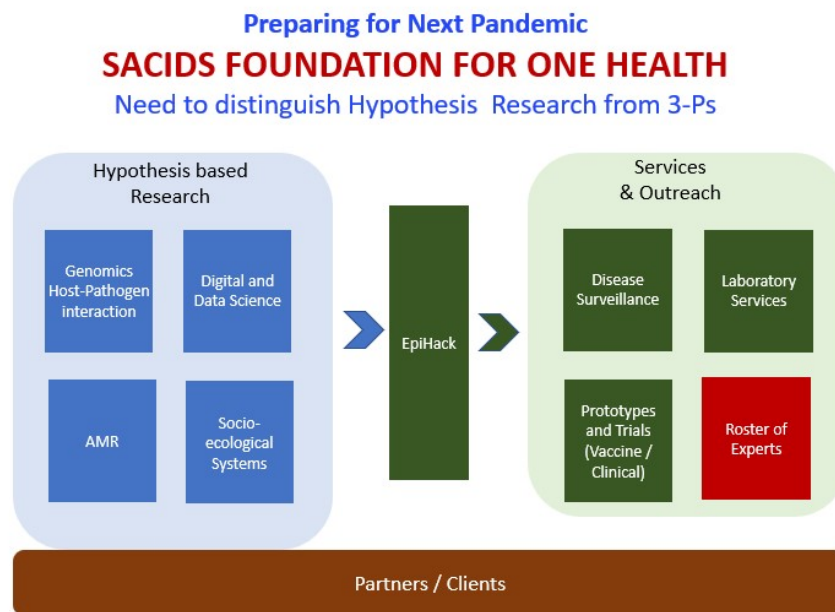 Preparing for Next Pandemic
SACIDS FOUNDATION FOR ONE HEALTH
Need to distinguish Hypothesis Research from 3-Ps
Hypothesis based
Research
Genomics
Host-Pathogen
interaction
Digital and
Data Science
AMR
Socio-
ecological
Systems
EpiHack
Services
& Outreach
Disease
Surveillance
Laboratory
Services
Prototypes
and Trials
(Vaccine /
Clinical)
Roster of
Experts
Partners / Clients